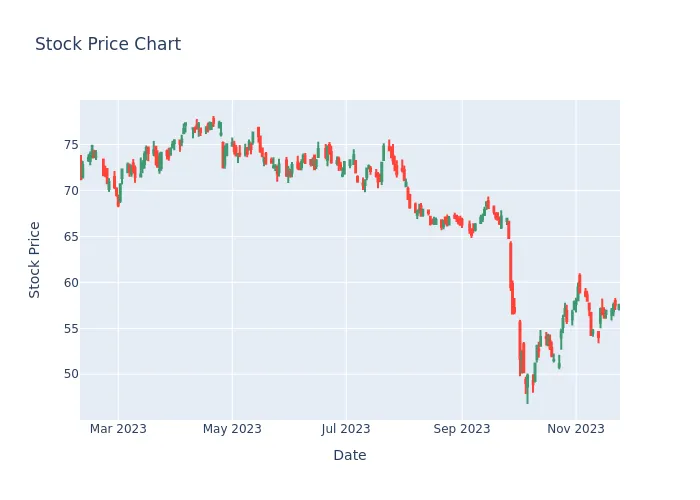 Stock Price Chart
75
70
65
60
55
50
Stock Price
Mar 2023
May 2023
Jul 2023
Sep 2023
Nov 2023
Date